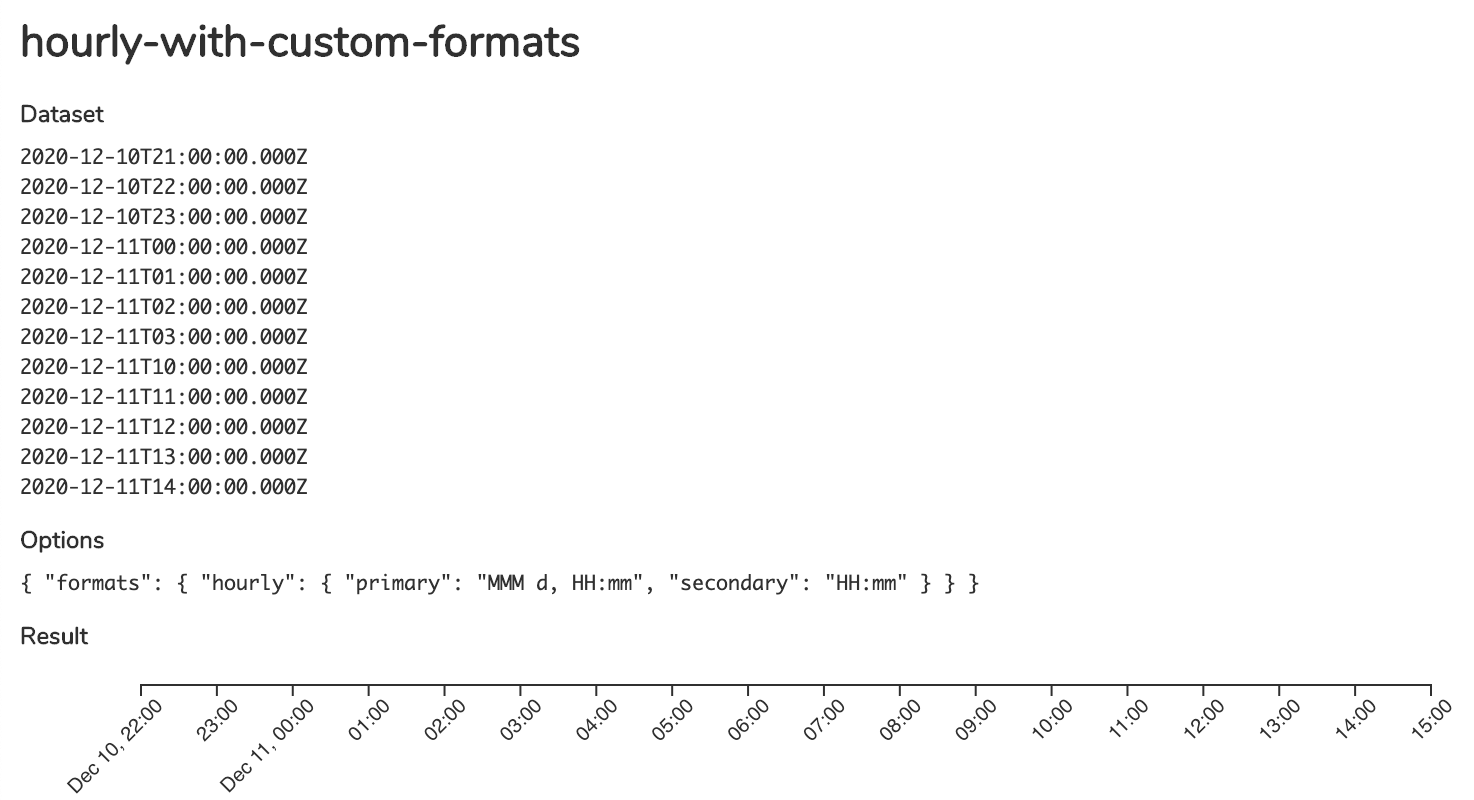 hourly-with-custom-formats
Dataset
2020-12-10T21:00:00.000Z
2020-12-10T22:00:00.000Z
2020-12-10T23:00:00.000Z
2020-12-11T00:00:00.000Z
2020-12-11T01:00:00.000Z
2020-12-11T02:00:00.000Z
2020-12-11T03:00:00.000Z
2020-12-11T10:00:00.000Z
2020-12-11T11:00:00.000Z
2020-12-11T12:00:00.000Z
2020-12-11T13:00:00.000Z
2020-12-11T14:00:00.000Z
Options
{ "formats": { "hourly": { "primary": "MMM d, HH:mm", "secondary": "HH:mm" } } }
Result
Dec 10, 22:00
23:00
Dec 11, 00:00
01:00
02:00
03:00
04:00
05:00
06:00
07:00
08:00
09:00
10:00
11:00
12:00
13:00
14:00
15:00